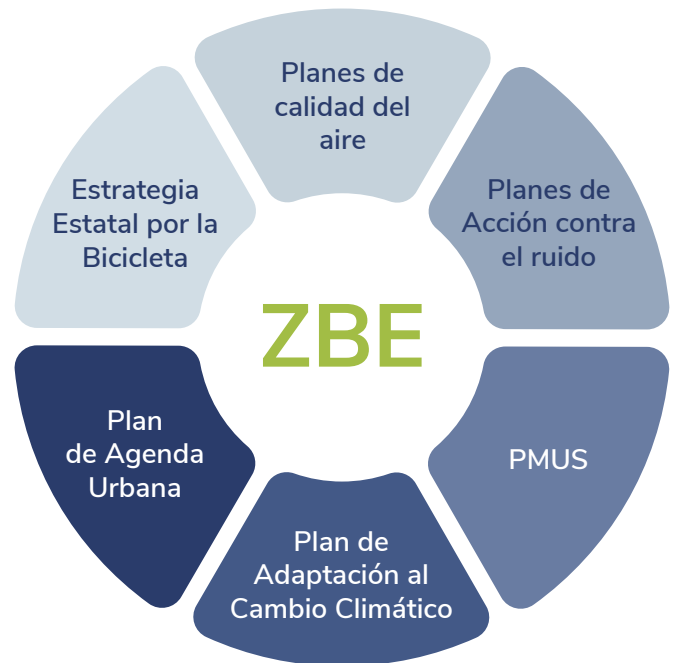 Planes de
calidad del
aire
Planes de
Acción contra
el ruido
PMUS
Plan de
Adaptación al
Cambio Climático
Plan
de Agenda
Urbana
Estrategia
Estatal por la
Bicicleta
ZBE